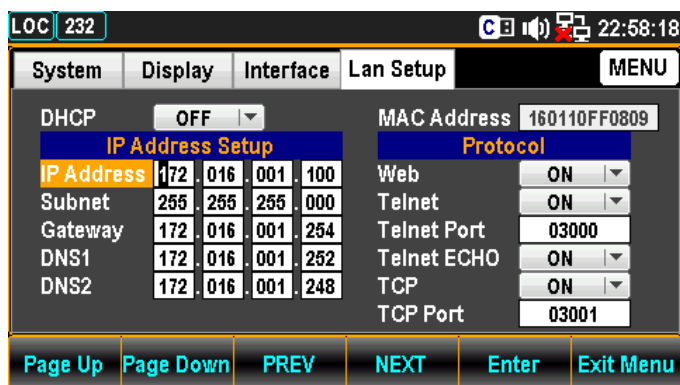 LOC 232 C 22:58:18
System Display Interface Lan Setup MENU
DHCP OFF MAC Address 160110FF0809
IP Address Setup Protocol
IP Address 172 . 016 . 001 . 100 Web ON
Subnet 255 . 255 . 255 . 000 Telnet ON
Gateway 172 . 016 . 001 . 254 Telnet Port 03000
DNS1 172 . 016 . 001 . 252 Telnet ECHO ON
DNS2 172 . 016 . 001 . 248 TCP ON
TCP Port 03001
Page Up Page Down PREV NEXT Enter Exit Menu